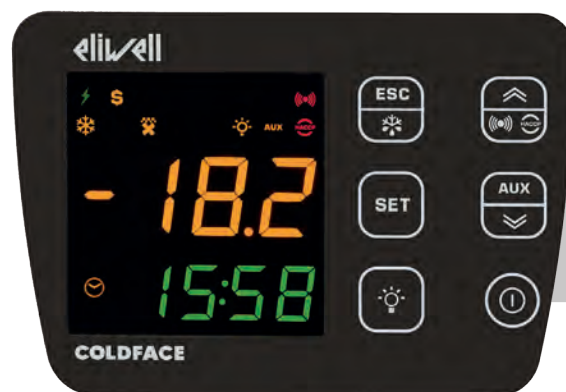 eliwell
S
AUX HACCP
-18.2
15:58
COLDFACE
ESC
HACCP
SET
AUX